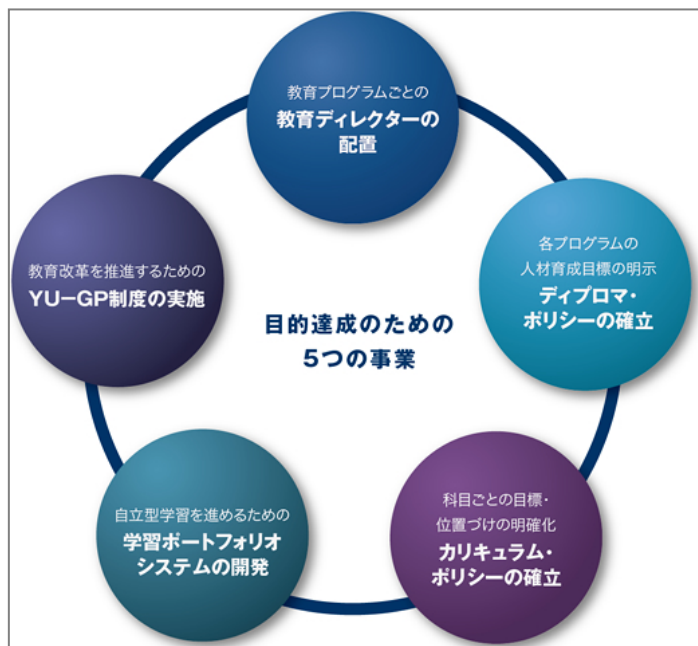 教育プログラムごとの
教育ディレクターの
配置
各プログラムの
人材育成目標の明示
ディプロマ・
ポリシーの確立
科目ごとの目標・
位置づけの明確化
カリキュラム・
ポリシーの確立
自立型学習を進めるための
学習ポートフォリオ
システムの開発
教育改革を推進するための
YU－GP制度の実施
目的達成のための
5つの事業